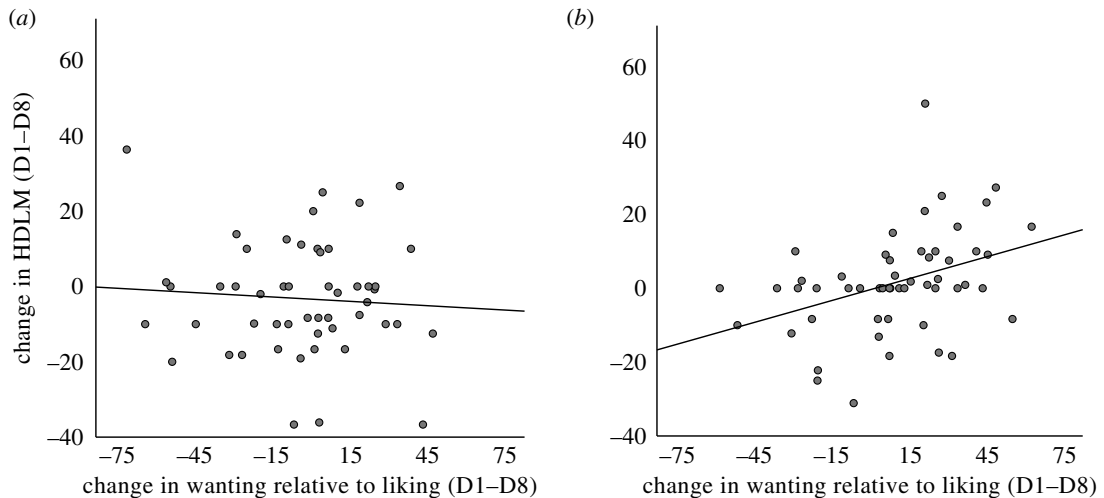 (a)
change in HDLM (D1–D8)
60
40
20
0
–20
–40
–75 –45 –15 15 45 75
change in wanting relative to liking (D1–D8)
(b)
60
40
20
0
–20
–40
–75 –45 –15 15 45 75
change in wanting relative to liking (D1–D8)